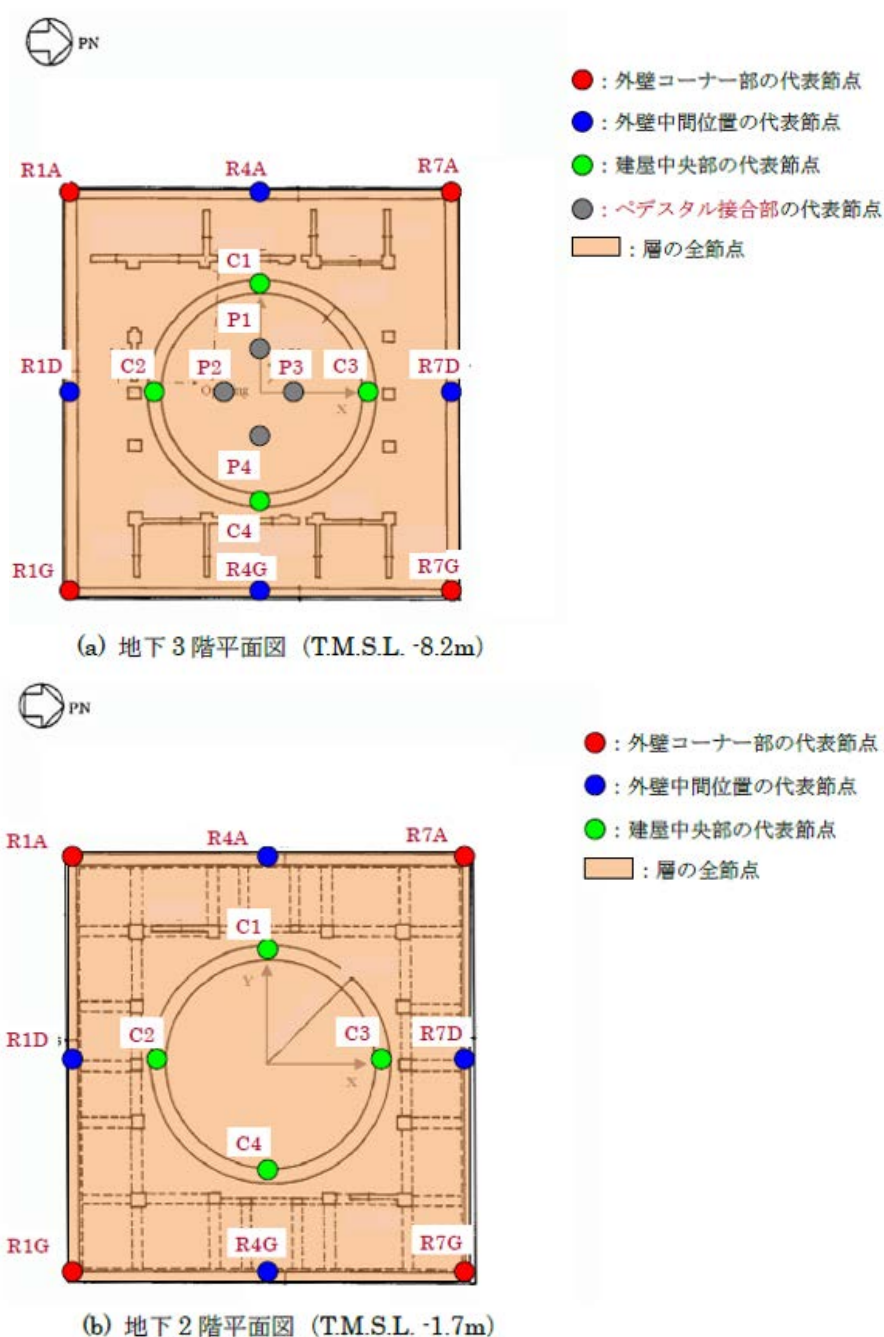 PN
●:外壁コーナー部の代表節点
●:外壁中間位置の代表節点
●:建屋中央部の代表節点
●:ペデスタル接合部の代表節点
:層の全節点
R1A
R4A
R7A
C1
P1
R1D
C2
P2
P3
C3
R7D
X
P4
C4
R1G
R4G
R7G
(a) 地下3階平面図 (T.M.S.L. -8.2m)
PN
●:外壁コーナー部の代表節点
●:外壁中間位置の代表節点
●:建屋中央部の代表節点
:層の全節点
R1A
R4A
R7A
C1
Y
R1D
C2
C3
R7D
X
C4
R1G
R4G
R7G
(b) 地下2階平面図 (T.M.S.L. -1.7m)